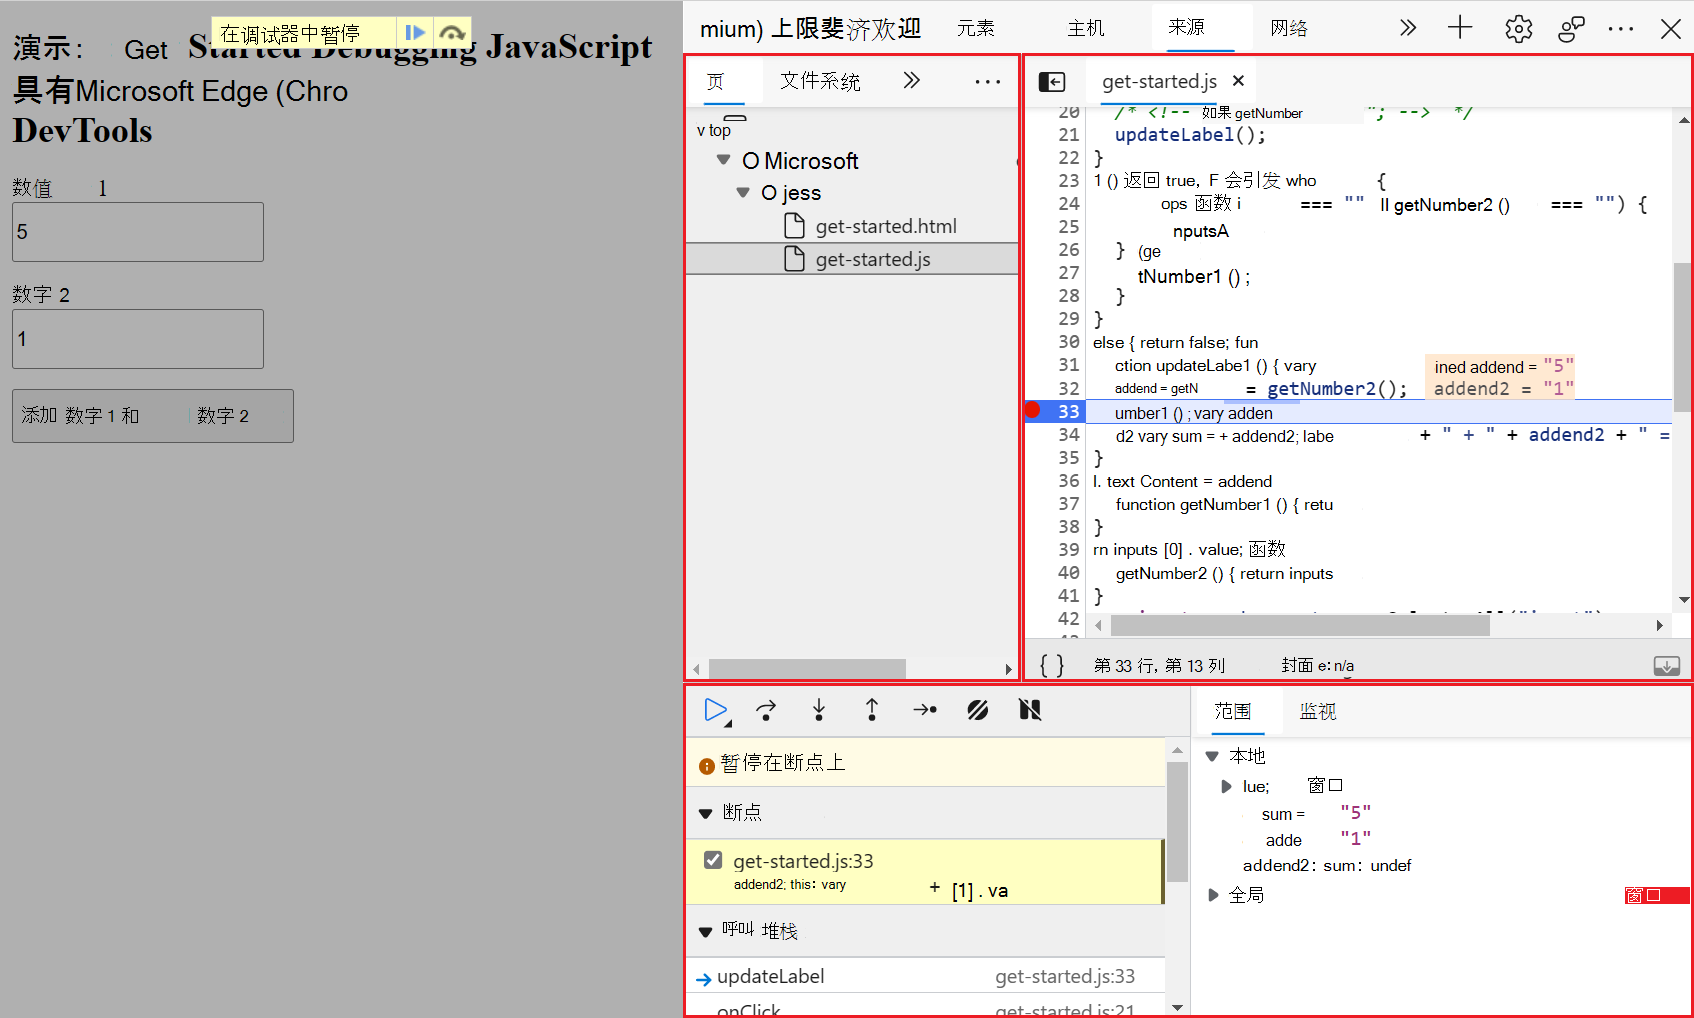 在调试器中暂停
演示： Get Started Debugging JavaScript
具有Microsoft Edge (Chro
DevTools
数值 1
5
数字 2
1
添加 数字 1 和 数字 2
mium) 上限斐济欢迎 元素 主机 来源 网络
页 文件系统
v top
O Microsoft
O jess
get-started.html
get-started.js
get-started.js
20 /* <!-- 如果 getNumber "; --> */
21 updateLabel();
22 }
23 1 () 返回 true，F 会引发 who {
24 ops 函数 i === "" II getNumber2 () === "") {
25 nputsA
26 } (ge
27 tNumber1 () ;
28 }
29 }
30 else { return false; fun
31 ction updateLabe1 () { vary ined addend = "5"
32 addend = getN = getNumber2(); addend2 = "1"
33 umber1 () ; vary adden
34 d2 vary sum = + addend2; labe + " + " + addend2 + " =
35 }
36 I. text Content = addend
37 function getNumber1 () { retu
38 }
39 rn inputs [0] . value; 函数
40 getNumber2 () { return inputs
41 }
42
{ } 第 33 行，第 13 列 封面 e：n/a
暂停在断点上
断点
get-started.js:33
addend2; this：vary + [1] . va
呼叫 堆栈
updateLabel get-started.js:33
onClick get-started.js:21
范围 监视
本地
lue; 窗口
sum = "5"
adde "1"
addend2：sum：undef
全局 窗口